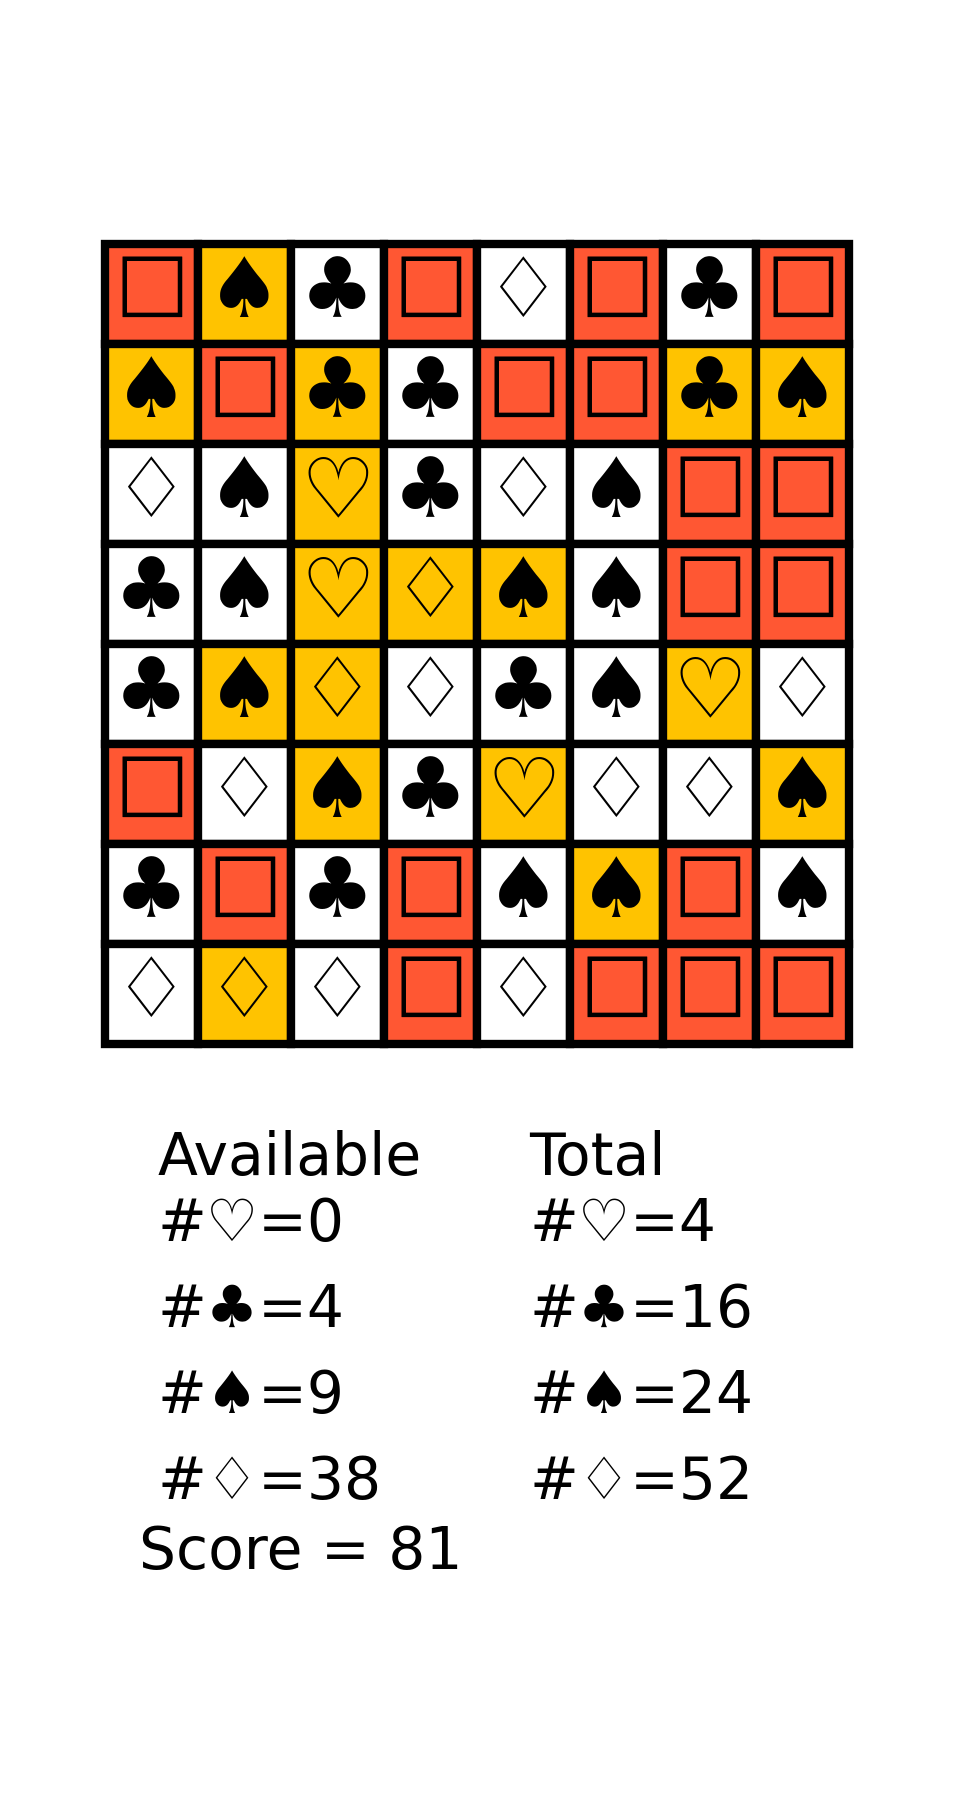 □ ♠ ♣ □ ♢ □ ♣ □
♠ □ ♣ ♣ □ □ ♣ ♠
♢ ♠ ♡ ♣ ♢ ♠ □ □
♣ ♠ ♡ ♢ ♠ ♠ □ □
♣ ♠ ♢ ♢ ♣ ♠ ♡ ♢
□ ♢ ♠ ♣ ♡ ♢ ♢ ♠
♣ □ ♣ □ ♠ ♠ □ ♠
♢ ♢ ♢ □ ♢ □ □ □
Available Total
#♡=0 #♡=4
#♣=4 #♣=16
#♠=9 #♠=24
#♢=38 #♢=52
Score = 81